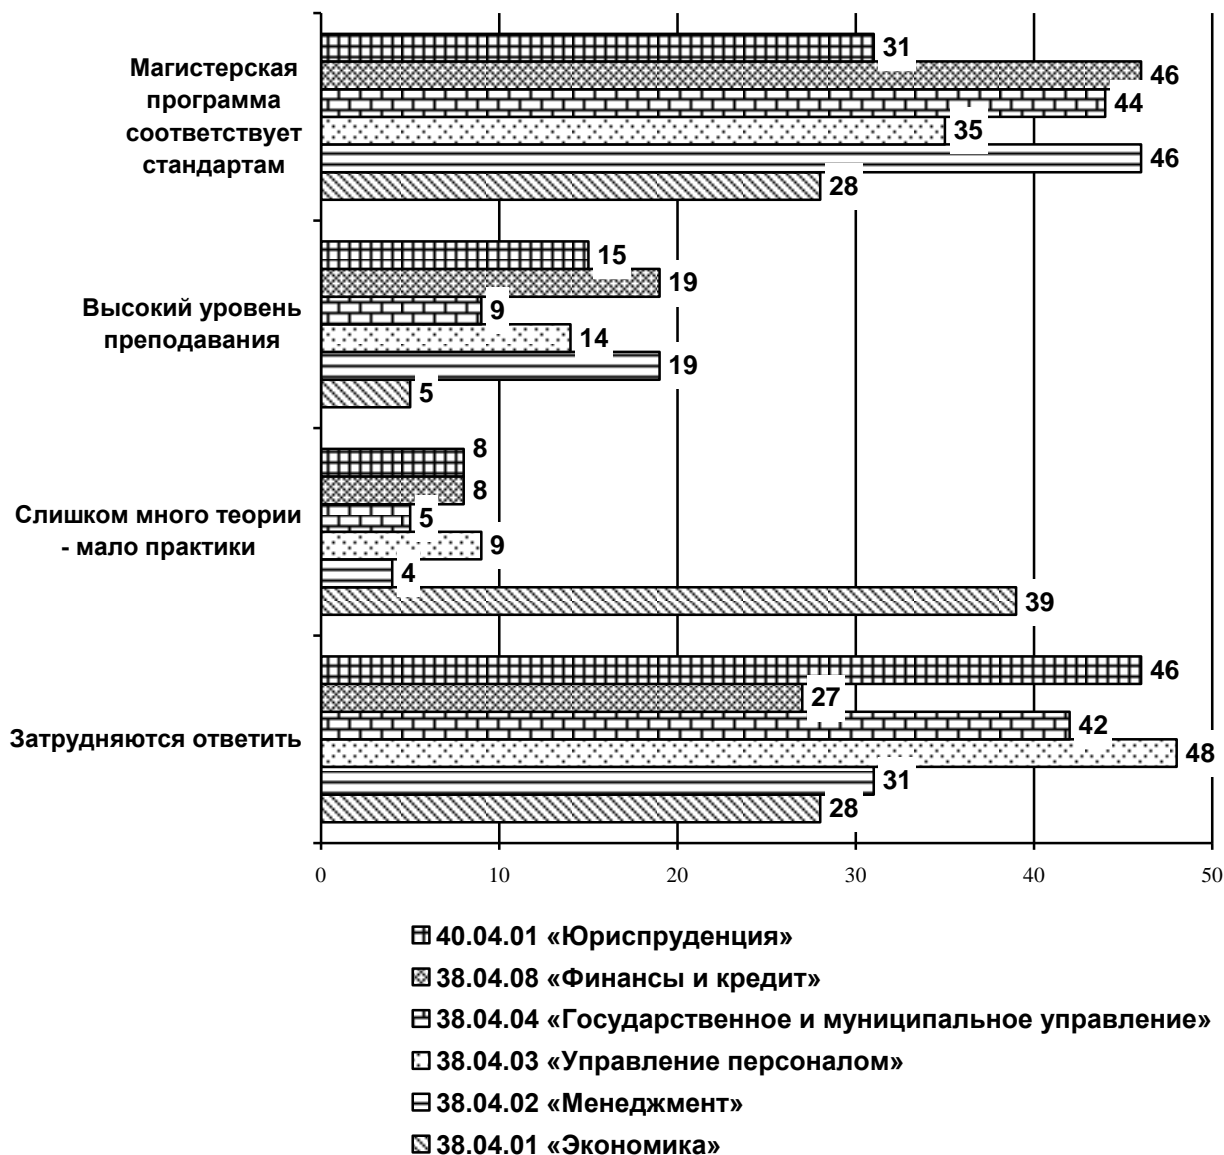 Магистерская
программа
соответствует
стандартам
31
46
44
35
46
28
Высокий уровень
преподавания
15
19
9
14
19
5
Слишком много теории
- мало практики
8
8
5
9
4
39
Затрудняются ответить
46
27
42
48
31
28
0 10 20 30 40 50
40.04.01 «Юриспруденция»
38.04.08 «Финансы и кредит»
38.04.04 «Государственное и муниципальное управление»
38.04.03 «Управление персоналом»
38.04.02 «Менеджмент»
38.04.01 «Экономика»